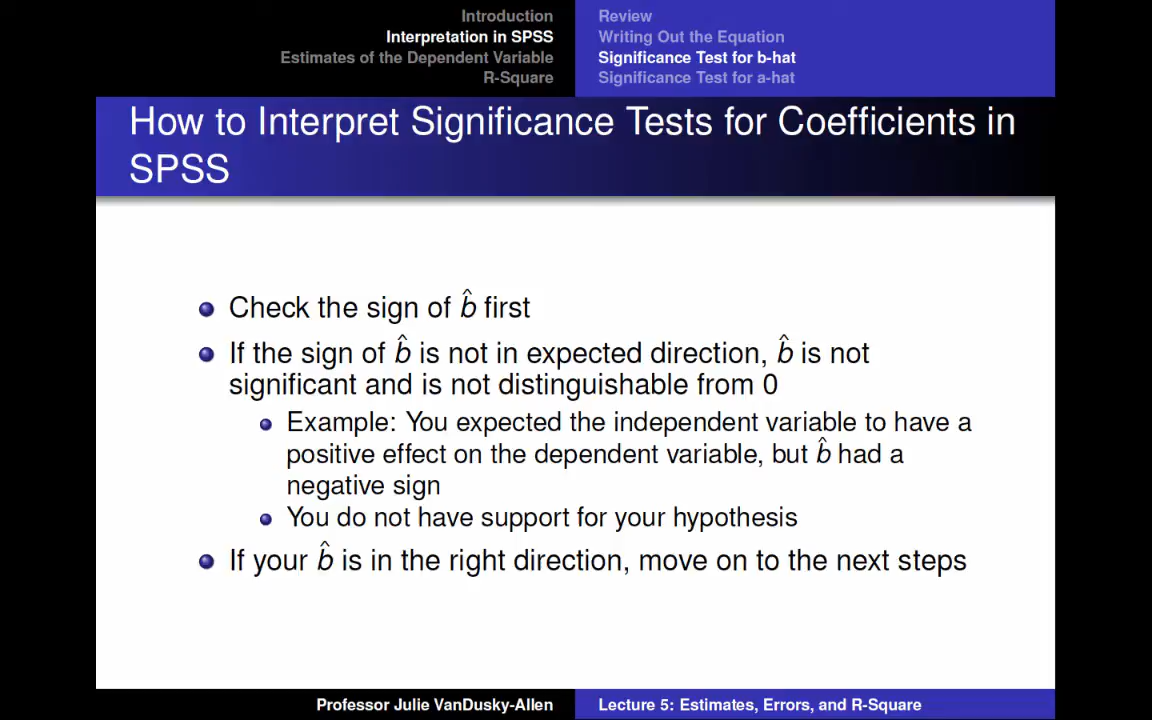 Introduction
Interpretation in SPSS
Estimates of the Dependent Variable
R-Square
Review
Writing Out the Equation
Significance Test for b-hat
Significance Test for a-hat
How to Interpret Significance Tests for Coefficients in
SPSS
Check the sign of b̂ first
If the sign of b̂ is not in expected direction, b̂ is not
significant and is not distinguishable from 0
Example: You expected the independent variable to have a
positive effect on the dependent variable, but b̂ had a
negative sign
You do not have support for your hypothesis
If your b̂ is in the right direction, move on to the next steps
Professor Julie VanDusky-Allen
Lecture 5: Estimates, Errors, and R-Square